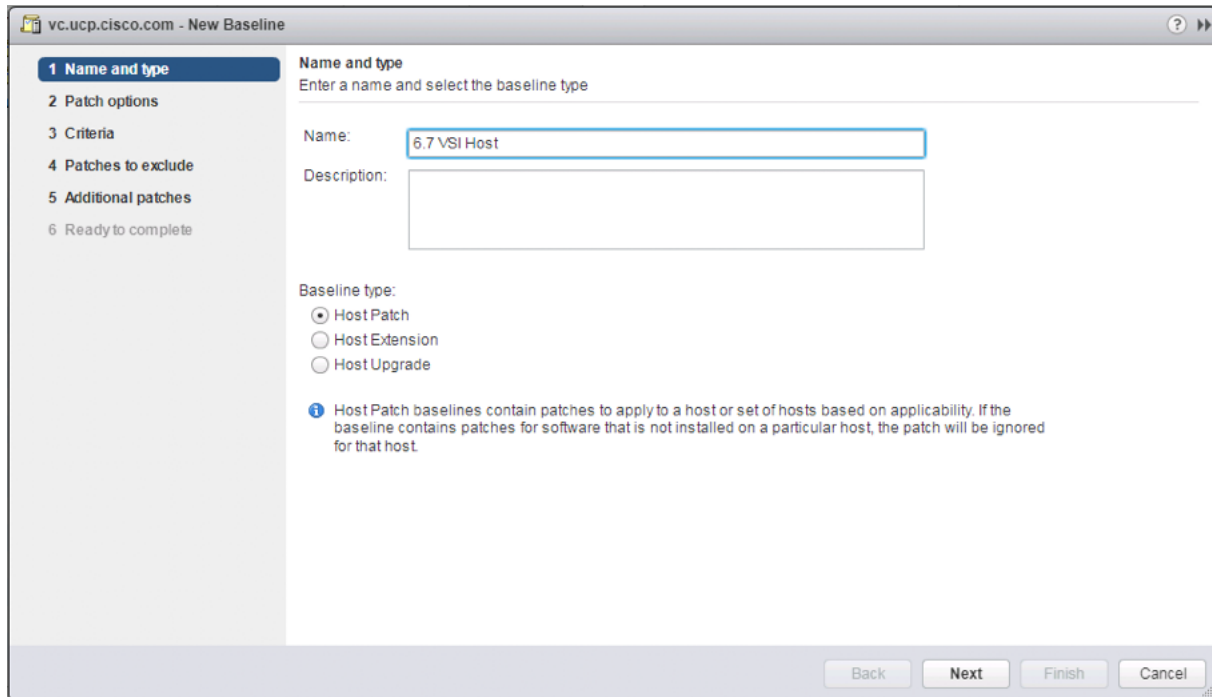 vc.ucp.cisco.com - New Baseline
?
1 Name and type
2 Patch options
3 Criteria
4 Patches to exclude
5 Additional patches
6 Ready to complete
Name and type
Enter a name and select the baseline type
Name:
6.7 VSI Host
Description:
Baseline type:
Host Patch
Host Extension
Host Upgrade
Host Patch baselines contain patches to apply to a host or set of hosts based on applicability. If the
baseline contains patches for software that is not installed on a particular host, the patch will be ignored
for that host.
Back
Next
Finish
Cancel